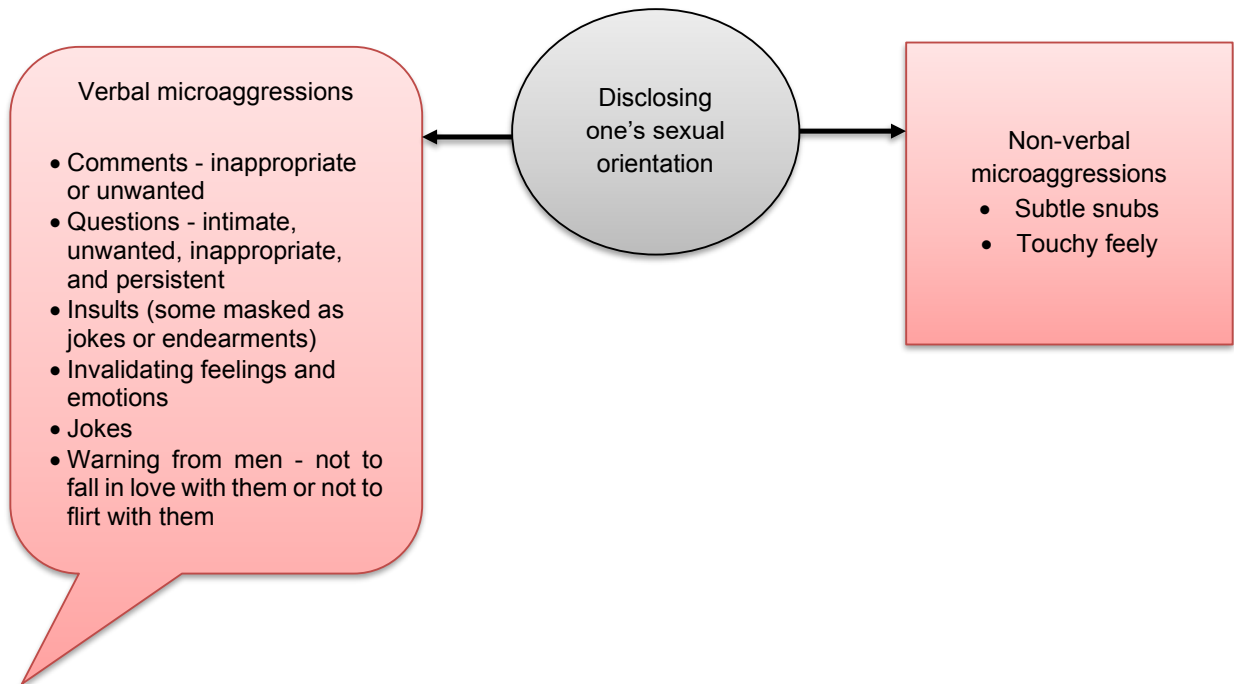 Verbal microaggressions
• Comments - inappropriate
or unwanted
• Questions - intimate,
unwanted, inappropriate,
and persistent
• Insults (some masked as
jokes or endearments)
• Invalidating feelings and
emotions
• Jokes
• Warning from men - not to
fall in love with them or not to
flirt with them
Disclosing
one’s sexual
orientation
Non-verbal
microaggressions
• Subtle snubs
• Touchy feely